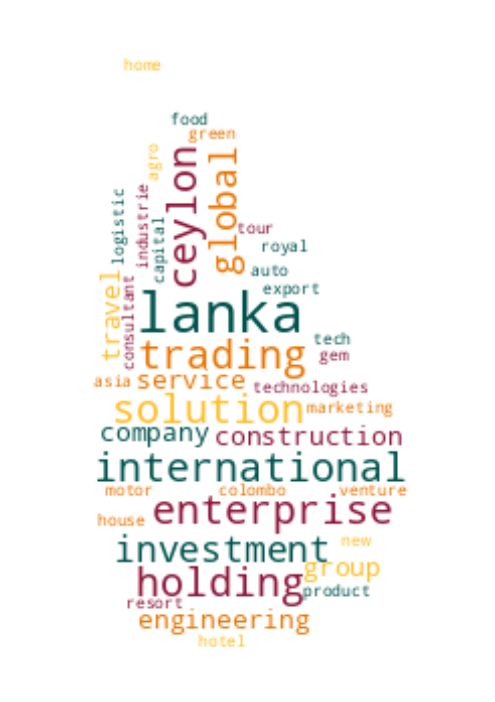 home
food
green
agro
ceylon
global
industrie
logistic
capital
tour
royal
auto
travel
consultant
export
lanka
tech
trading
gem
asia service technologies
solution marketing
company construction
international
motor colombo venture
house enterprise
investment new
holding group
product
resort
engineering
hotel